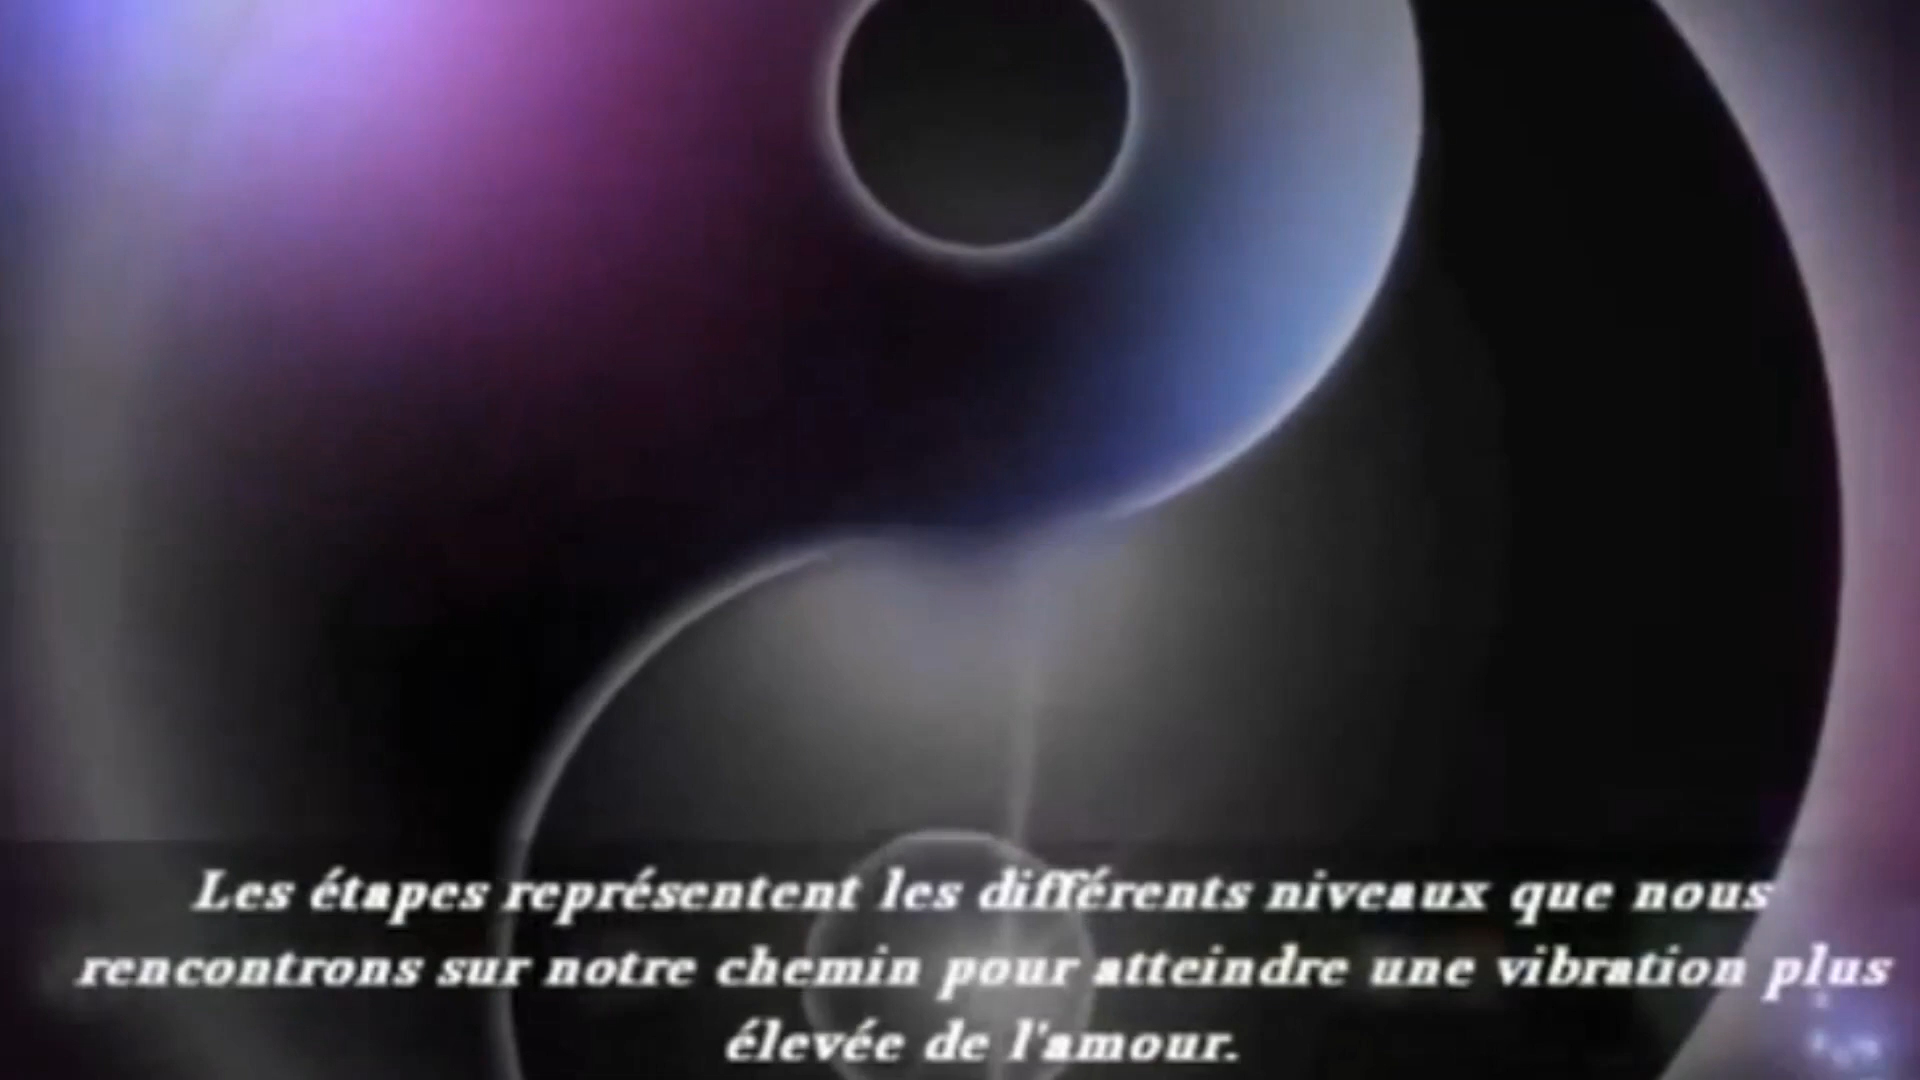 Les étapes représentent les différents niveaux que nous
rencontrons sur notre chemin pour atteindre une vibration plus
élevée de l'amour.